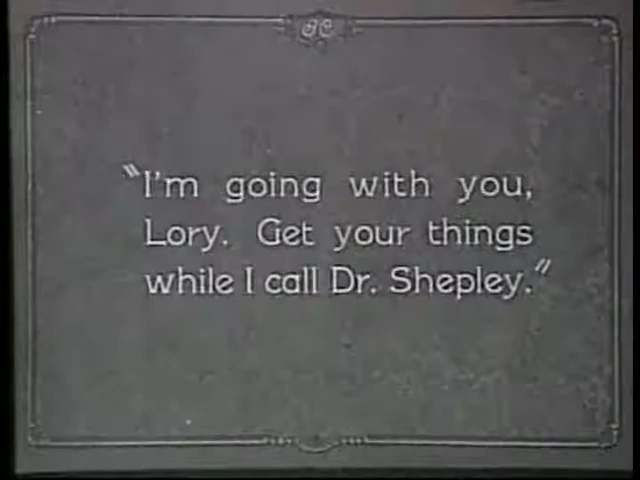 "I'm going with you,
Lory. Get your things
while I call Dr. Shepley."